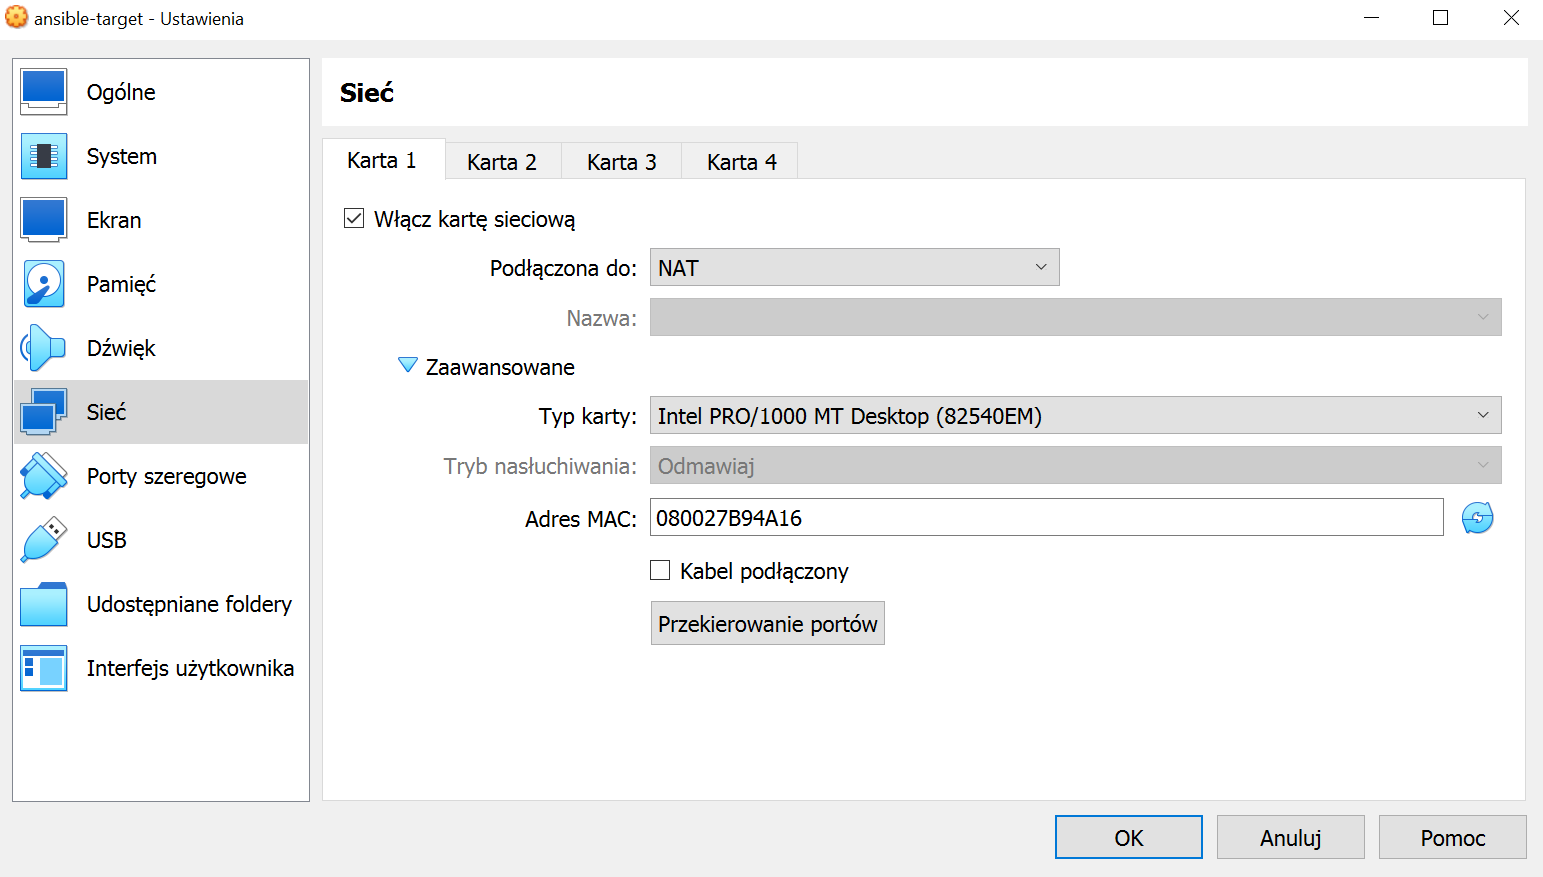 ansible-target - Ustawienia
Ogólne
System
Ekran
Pamięć
Dźwięk
Sieć
Porty szeregowe
USB
Udostępniane foldery
Interfejs użytkownika
Sieć
Karta 1 Karta 2 Karta 3 Karta 4
Włącz kartę sieciową
Podłączona do: NAT
Nazwa:
Zaawansowane
Typ karty: Intel PRO/1000 MT Desktop (82540EM)
Tryb nasłuchiwania: Odmawiaj
Adres MAC: 080027B94A16
Kabel podłączony
Przekierowanie portów
OK Anuluj Pomoc